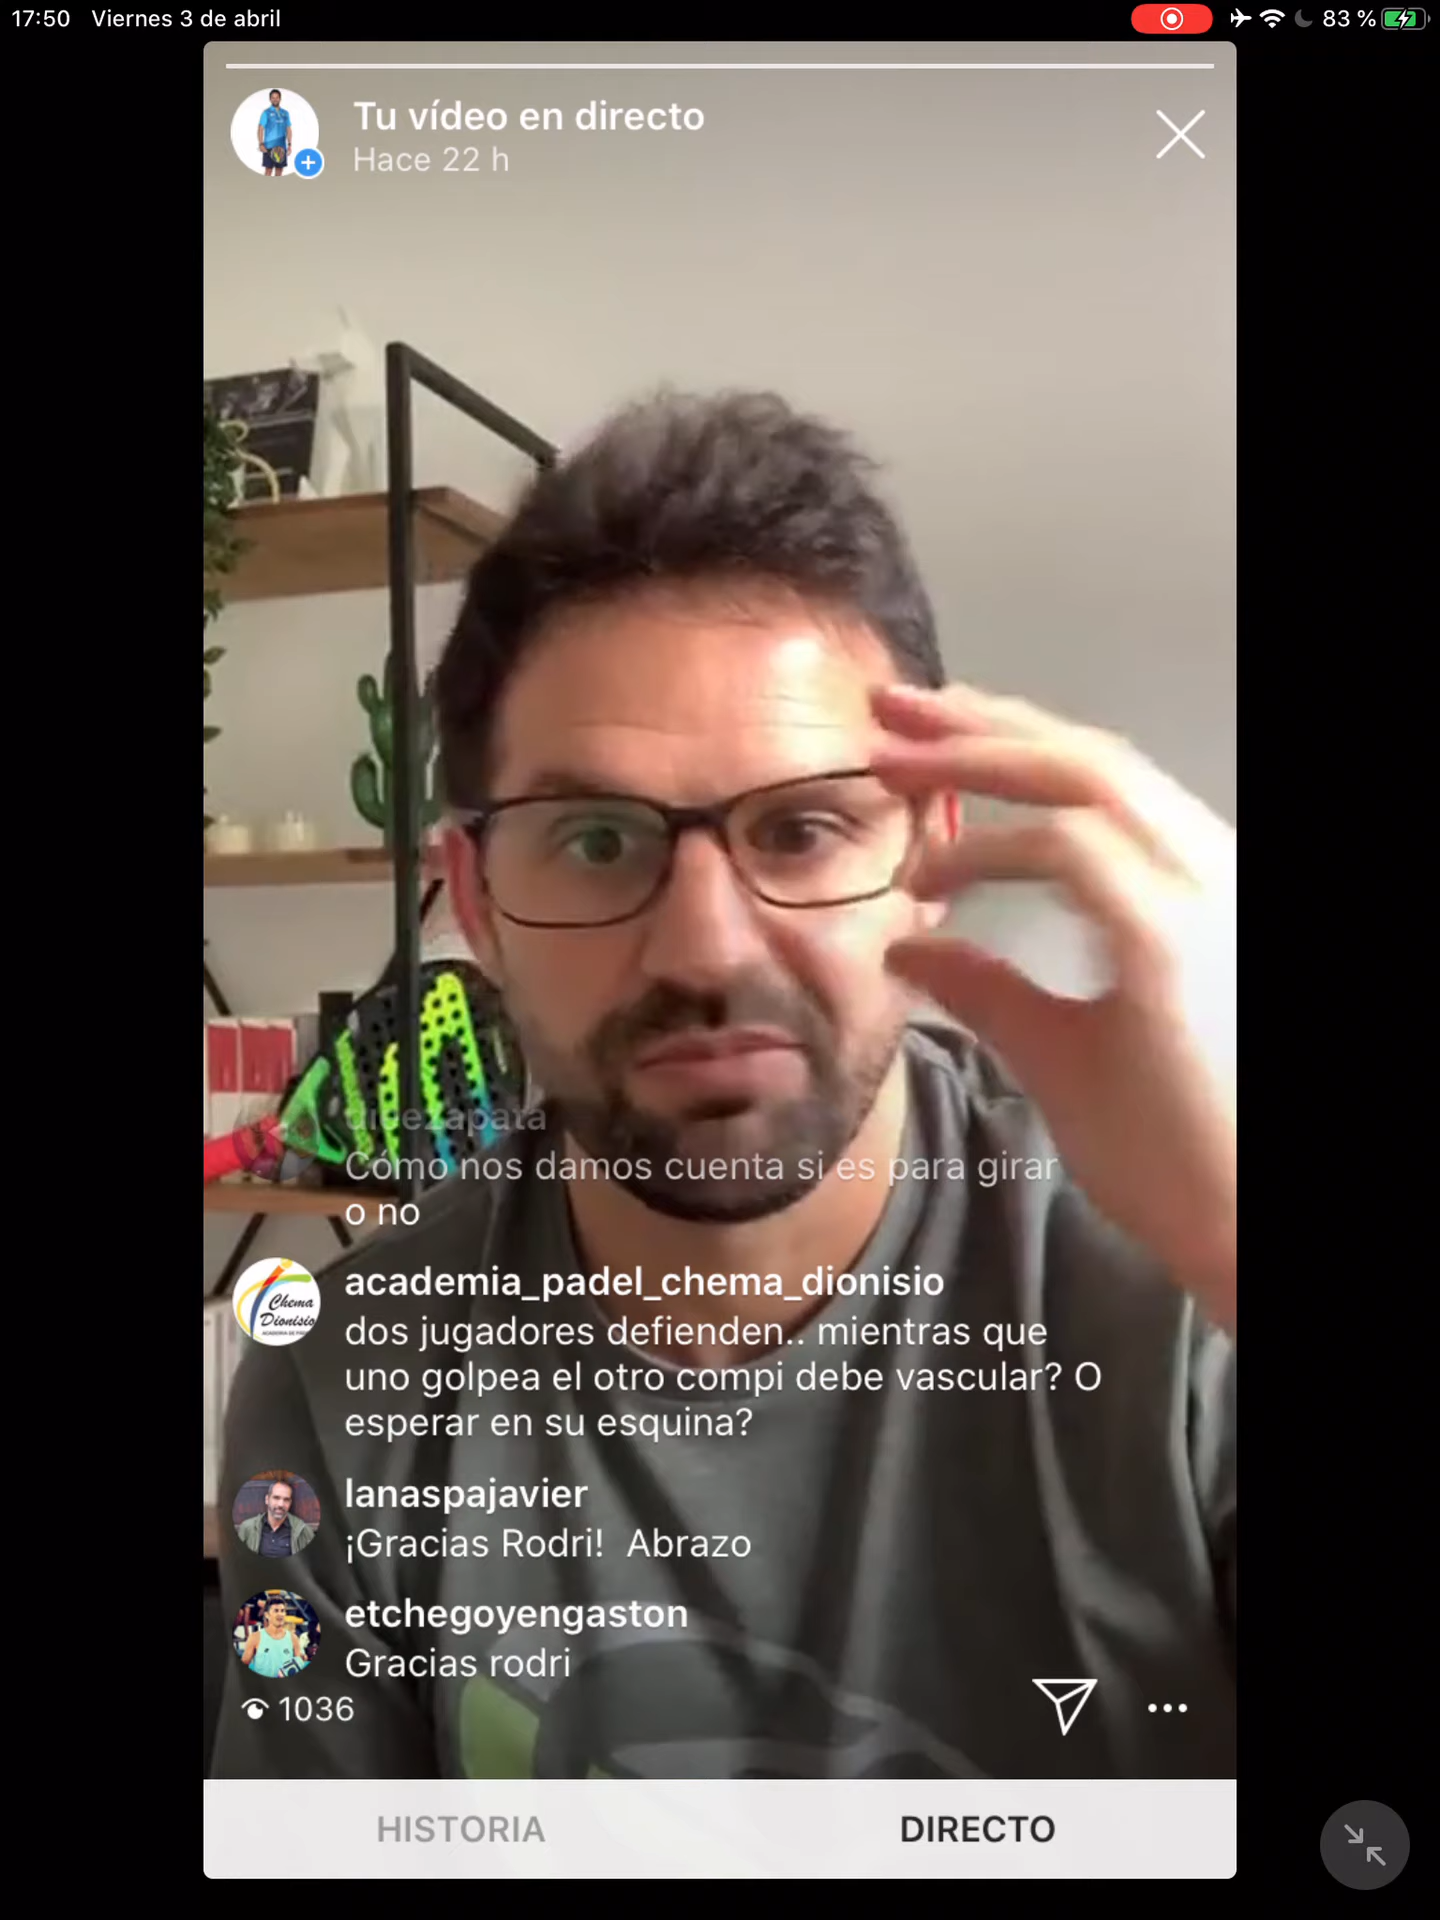 17:50 Viernes 3 de abril
83 %
Tu vídeo en directo
Hace 22 h
Cómo nos damos cuenta si es para girar
o no
academia_padel_chema_dionisio
dos jugadores defienden.. mientras que
uno golpea el otro compi debe vascular? O
esperar en su esquina?
Chema
Dionisio
lanaspajavier
¡Gracias Rodri! Abrazo
etchegoyengaston
Gracias rodri
1036
HISTORIA
DIRECTO